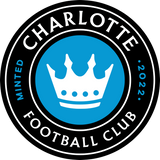 CHARLOTTE
MINTED
·2022·
FOOTBALL CLUB